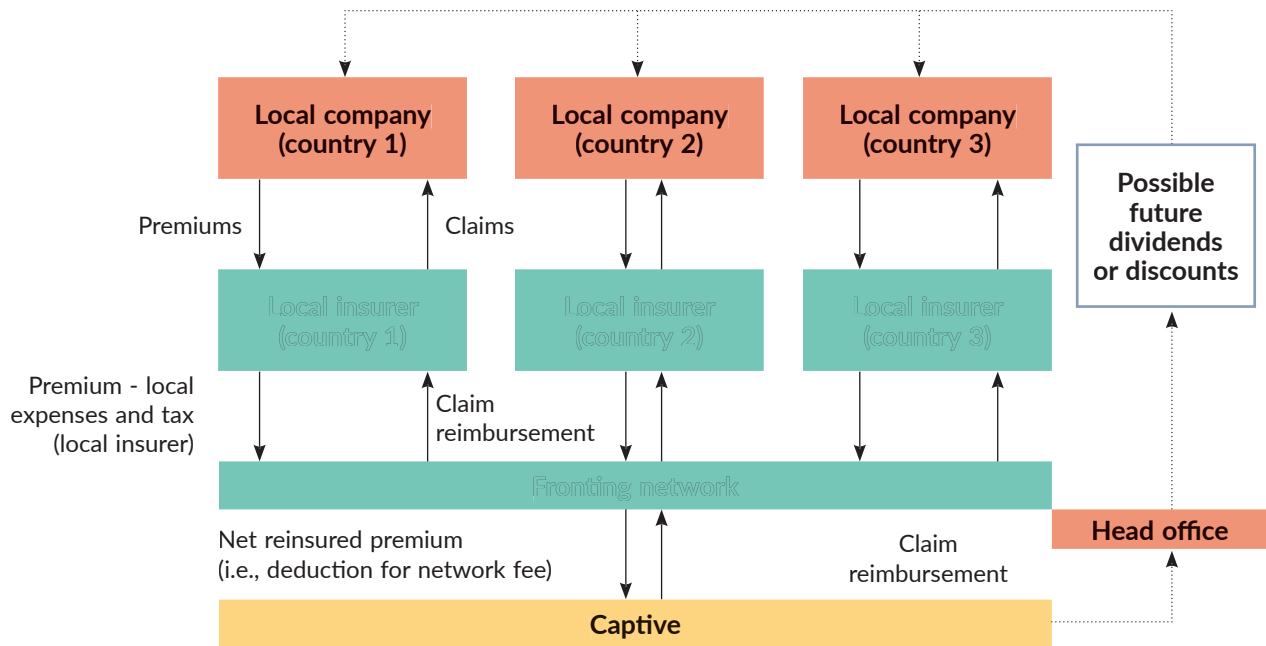 Local company
(country 1)
Local company
(country 2)
Local company
(country 3)
Possible
future
dividends
or discounts
Premiums
Claims
Local insurer
(country 1)
Local insurer
(country 2)
Local insurer
(country 3)
Premium - local
expenses and tax
(local insurer)
Claim
reimbursement
Fronting network
Head office
Net reinsured premium
(i.e., deduction for network fee)
Claim
reimbursement
Captive